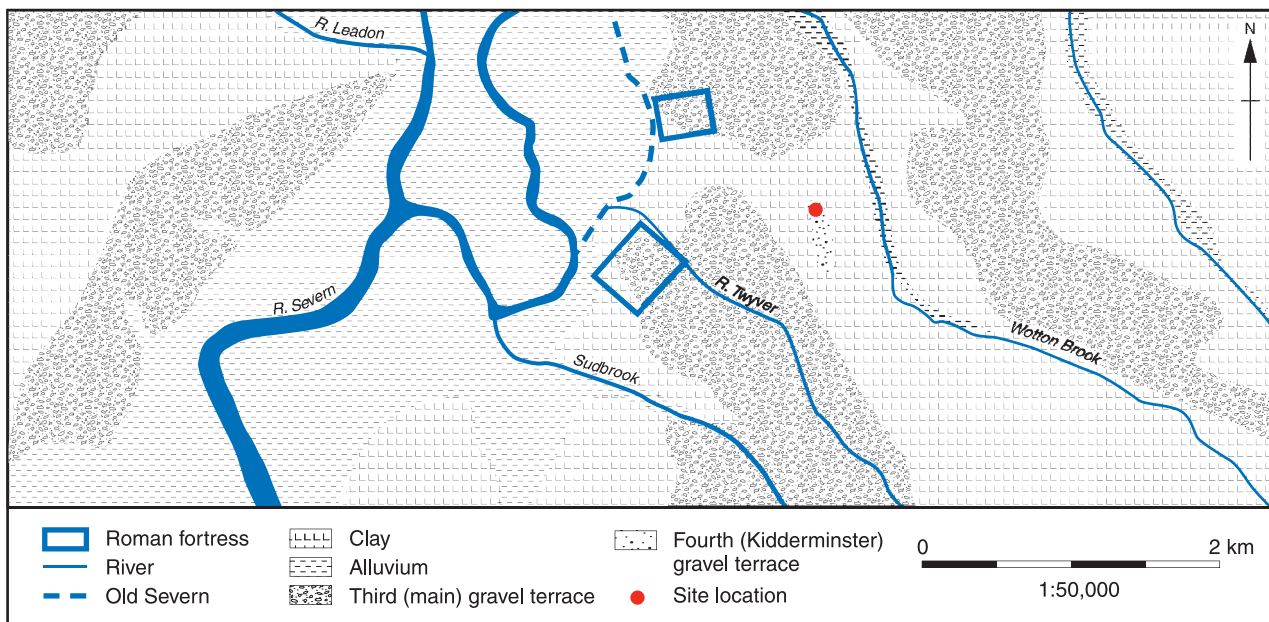 R. Leadon
N
R. Severn
R. Twyver
Sudbrook
Wotton Brook
Roman fortress
River
Old Severn
Clay
Alluvium
Third (main) gravel terrace
Fourth (Kidderminster)
gravel terrace
Site location
0 2 km
1:50,000